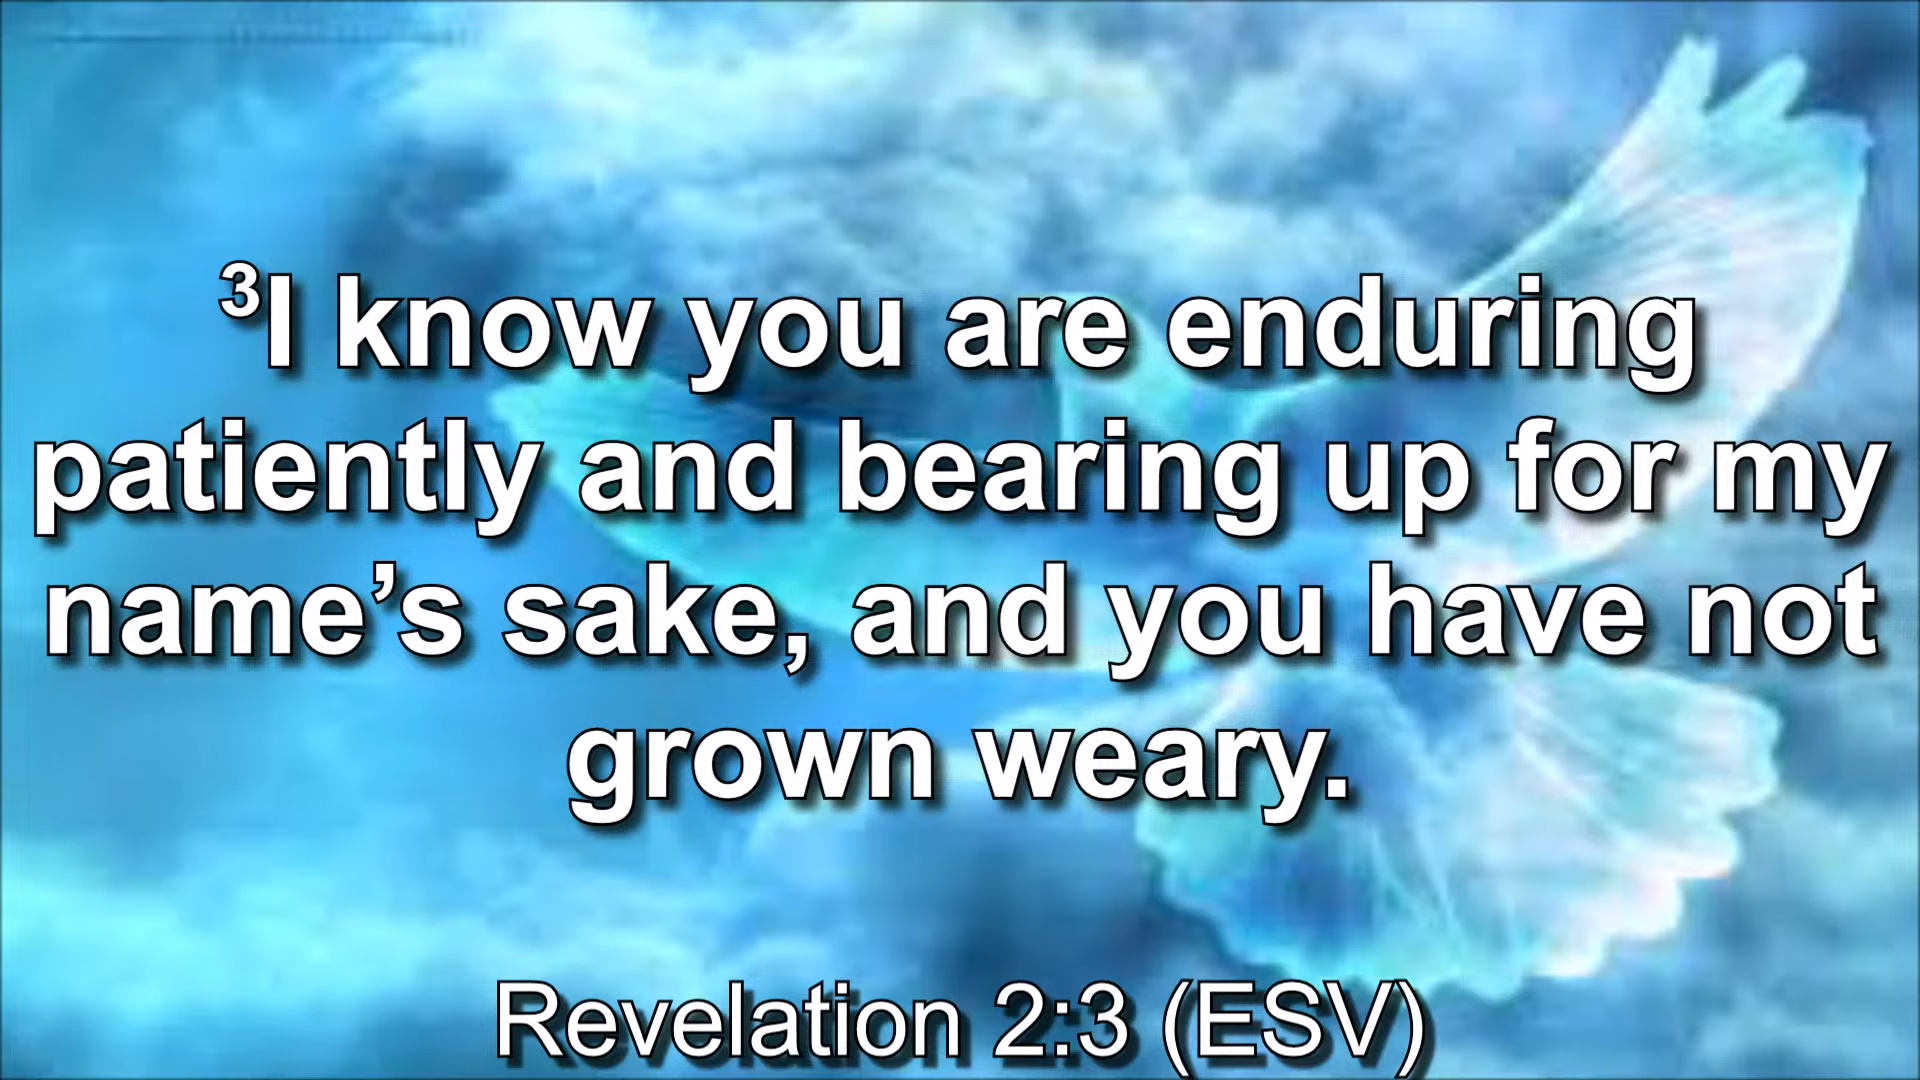 ³I know you are enduring
patiently and bearing up for my
name’s sake, and you have not
grown weary.
Revelation 2:3 (ESV)